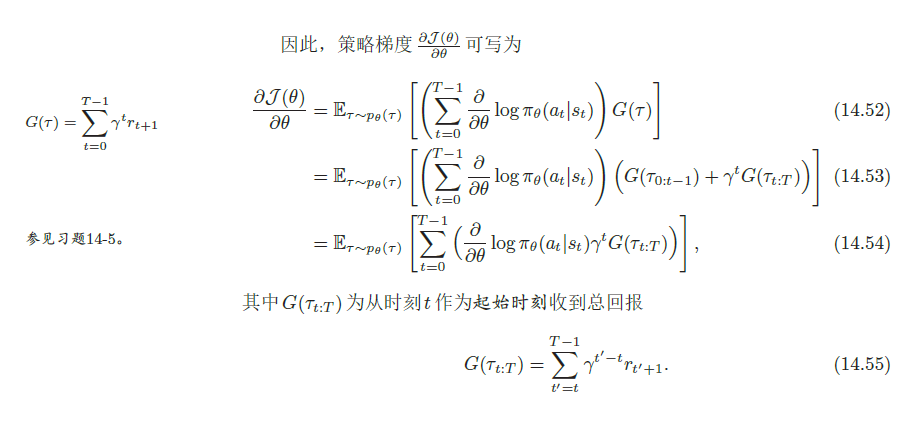 因此，策略梯度 $\frac{\partial \mathcal{J}(\theta)}{\partial \theta}$ 可写为
$G(\tau) = \sum_{t=0}^{T-1} \gamma^t r_{t+1}$
$\frac{\partial \mathcal{J}(\theta)}{\partial \theta} = \mathbb{E}_{\tau \sim p_\theta(\tau)} \left[ \left( \sum_{t=0}^{T-1} \frac{\partial}{\partial \theta} \log \pi_\theta(a_t|s_t) \right) G(\tau) \right]$ (14.52)
$= \mathbb{E}_{\tau \sim p_\theta(\tau)} \left[ \left( \sum_{t=0}^{T-1} \frac{\partial}{\partial \theta} \log \pi_\theta(a_t|s_t) \right) \left( G(\tau_{0:t-1}) + \gamma^t G(\tau_{t:T}) \right) \right]$ (14.53)
参见习题14-5。
$= \mathbb{E}_{\tau \sim p_\theta(\tau)} \left[ \sum_{t=0}^{T-1} \left( \frac{\partial}{\partial \theta} \log \pi_\theta(a_t|s_t) \gamma^t G(\tau_{t:T}) \right) \right],$ (14.54)
其中 $G(\tau_{t:T})$ 为从时刻 $t$ 作为起始时刻收到总回报
$G(\tau_{t:T}) = \sum_{t'=t}^{T-1} \gamma^{t'-t} r_{t'+1}.$ (14.55)